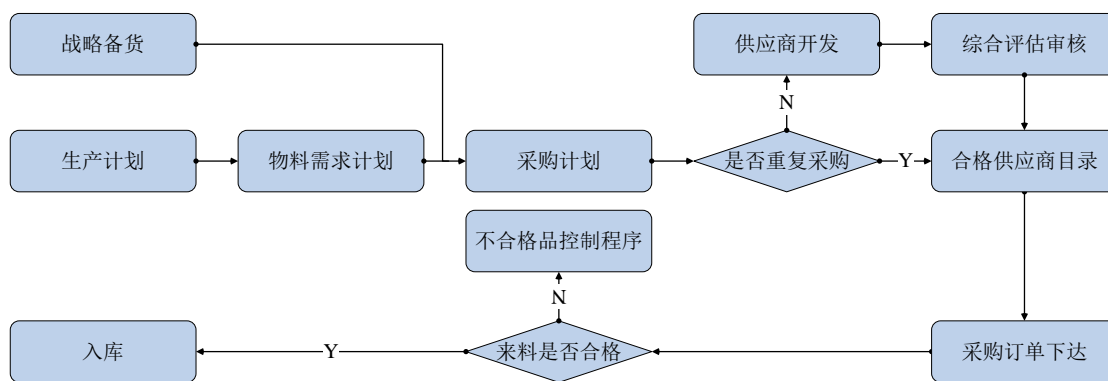 战略备货
供应商开发
综合评估审核
N
生产计划
物料需求计划
采购计划
是否重复采购
Y
合格供应商目录
不合格品控制程序
N
入库
Y
来料是否合格
采购订单下达